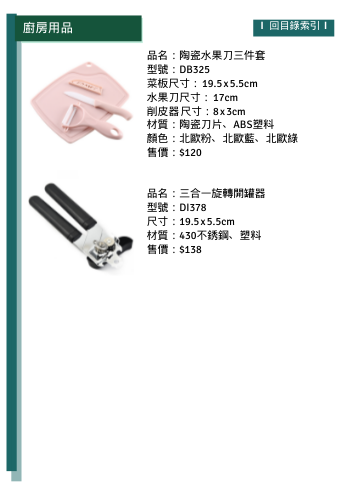 廚房用品
I 回目錄索引 I
品名：陶瓷水果刀三件套
型號：DB325
菜板尺寸： 19.5x5.5cm
水果刀尺寸： 17cm
削皮器尺寸：8x3cm
材質：陶瓷刀片、ABS塑料
顏色：北歐粉、北歐藍、北歐綠
售價：$120
品名：三合一旋轉開罐器
型號：DI378
尺寸：19.5x5.5cm
材質：430不銹鋼、塑料
售價：$138